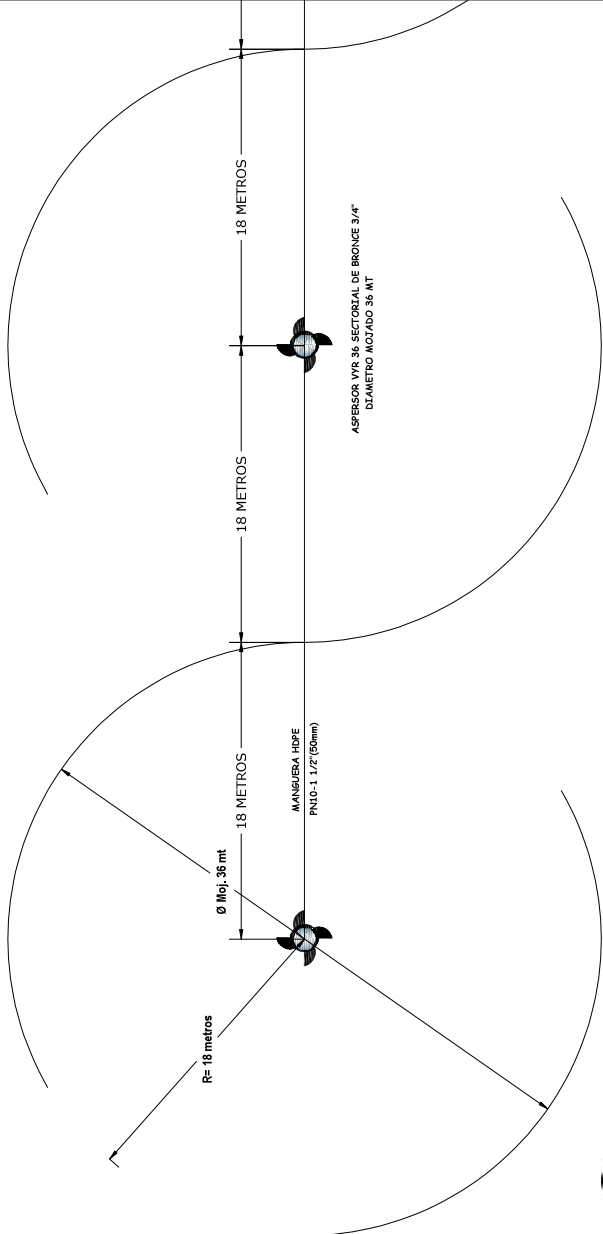 18 METROS
ASPERSOR VYR 36 SECTORIAL DE BRONCE 3/4"
DIAMETRO MOJADO 36 MT
18 METROS
18 METROS
MANGUERA HDPE
PN10-1 1/2"(50mm)
Ø Moj. 36 mt
R= 18 metros